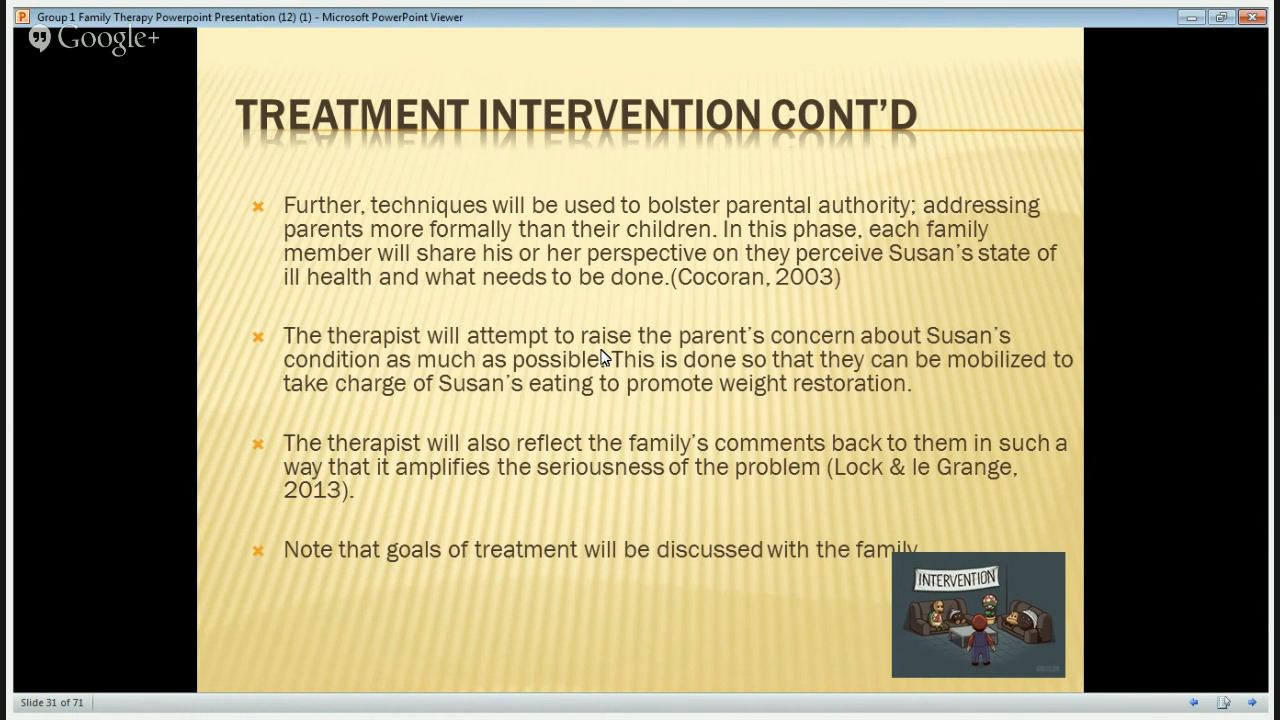 Group 1 Family Therapy Powerpoint Presentation (12) (1) - Microsoft PowerPoint Viewer
Google+
TREATMENT INTERVENTION CONT'D
Further, techniques will be used to bolster parental authority; addressing
parents more formally than their children. In this phase, each family
member will share his or her perspective on they perceive Susan's state of
ill health and what needs to be done.(Cocoran, 2003)
The therapist will attempt to raise the parent's concern about Susan's
condition as much as possible. This is done so that they can be mobilized to
take charge of Susan's eating to promote weight restoration.
The therapist will also reflect the family's comments back to them in such a
way that it amplifies the seriousness of the problem (Lock & le Grange,
2013).
Note that goals of treatment will be discussed with the family
INTERVENTION
Slide 31 of 71